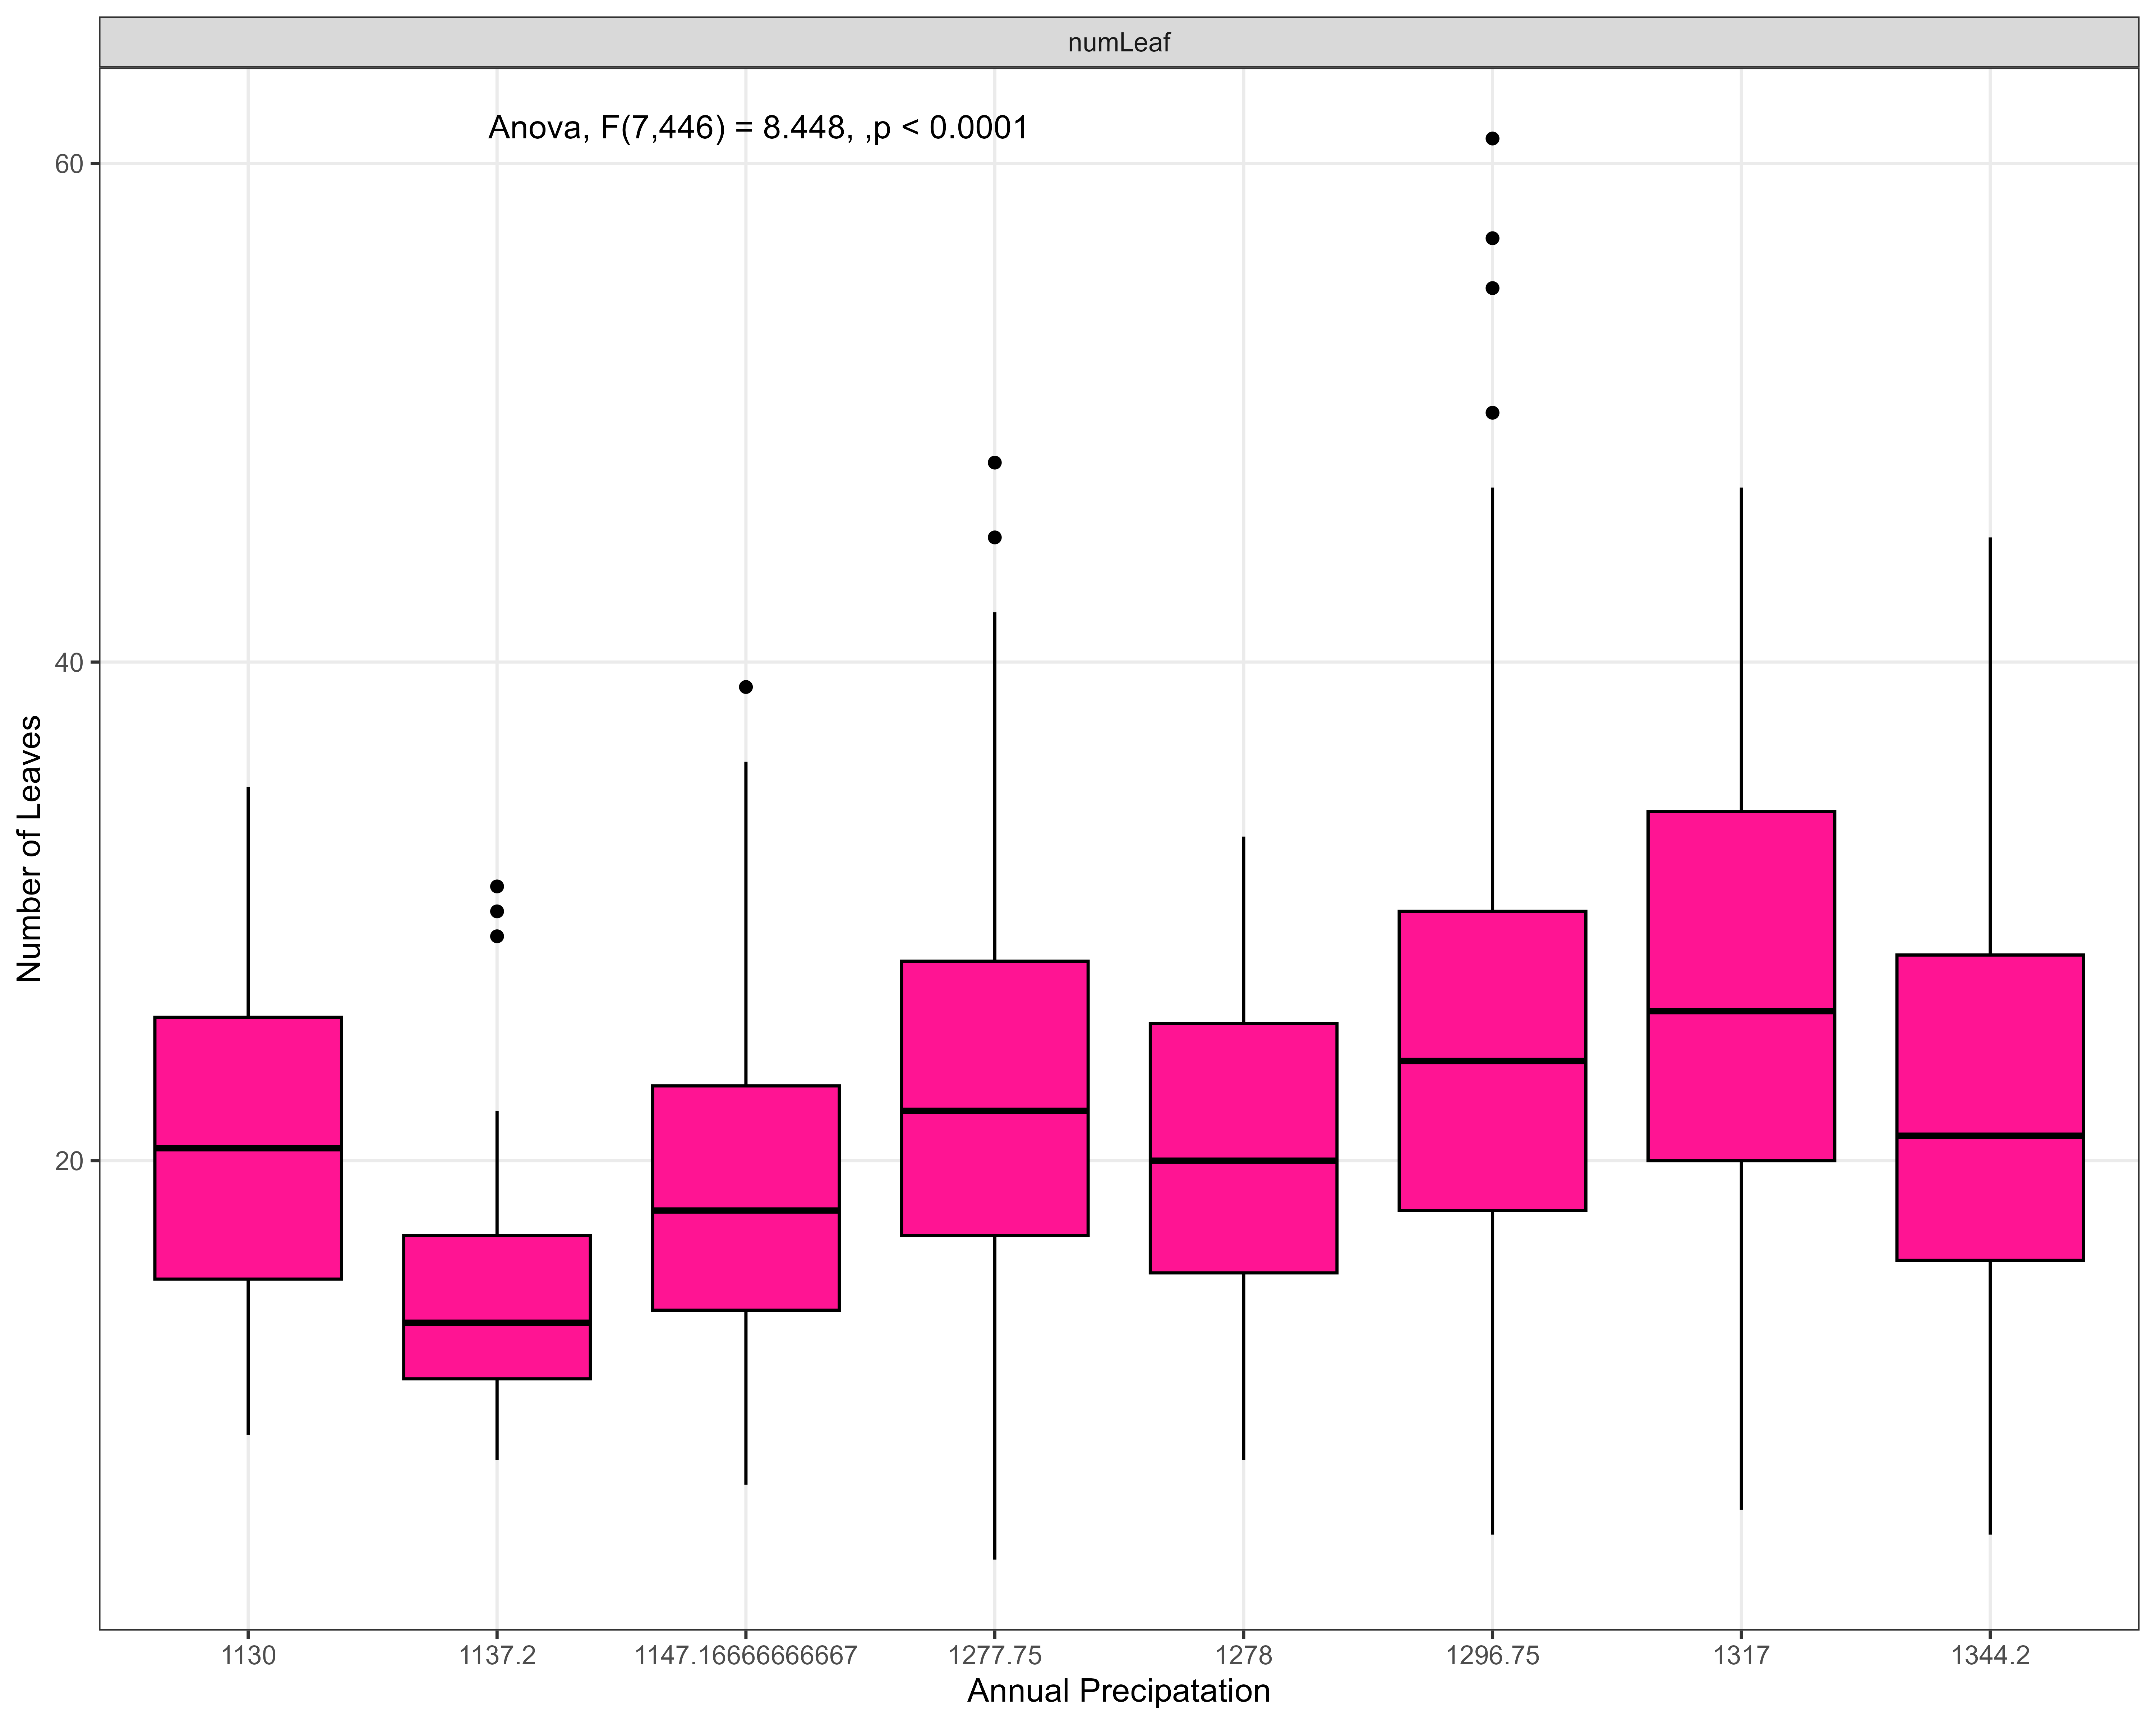 numLeaf
Anova, F(7,446) = 8.448, ,p < 0.0001
60
40
20
Number of Leaves
1130 1137.2 1147.16666666667 1277.75 1278 1296.75 1317 1344.2
Annual Precipatation